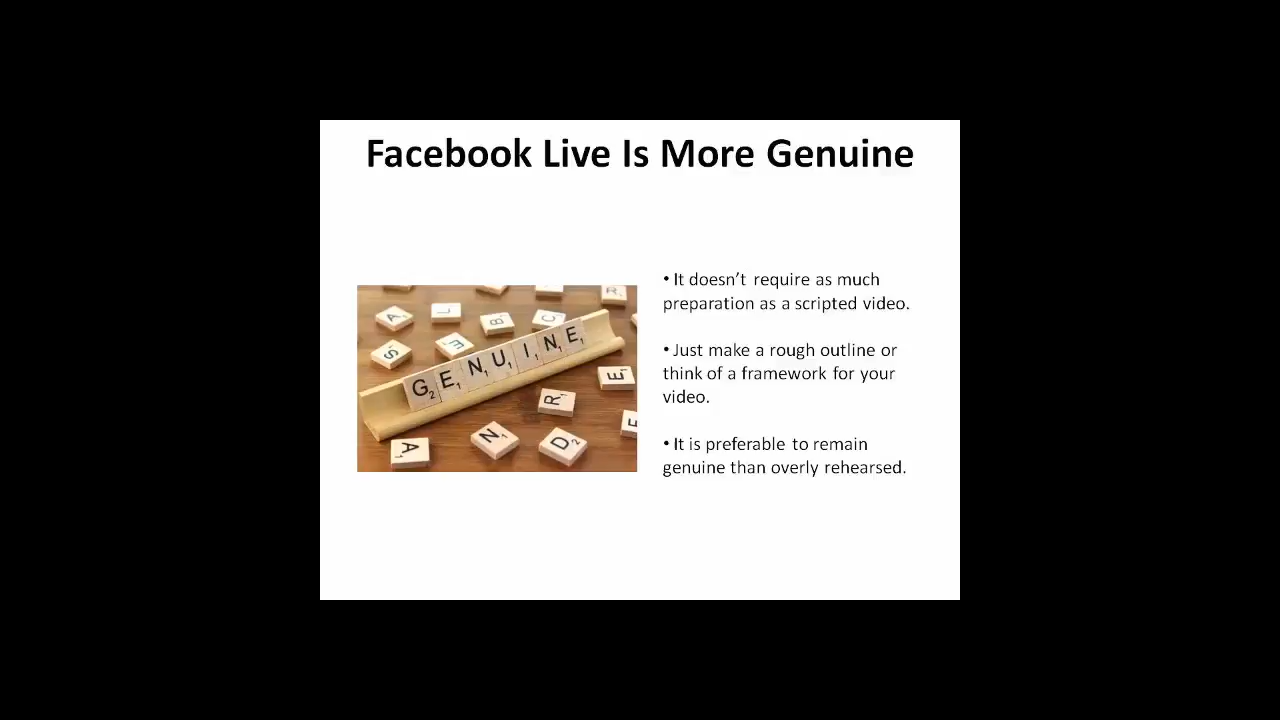 Facebook Live Is More Genuine
• It doesn’t require as much
preparation as a scripted video.
• Just make a rough outline or
think of a framework for your
video.
• It is preferable to remain
genuine than overly rehearsed.
R
A
L
B
C
S
E
GENUINE
E
R
F
A
N
D